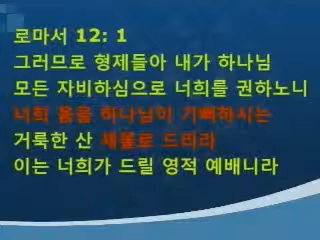 로마서 12: 1
그러므로 형제들아 내가 하나님
모든 자비하심으로 너희를 권하노니
너희 몸을 하나님이 기뻐하시는
거룩한 산 제물로 드리라
이는 너희가 드릴 영적 예배니라